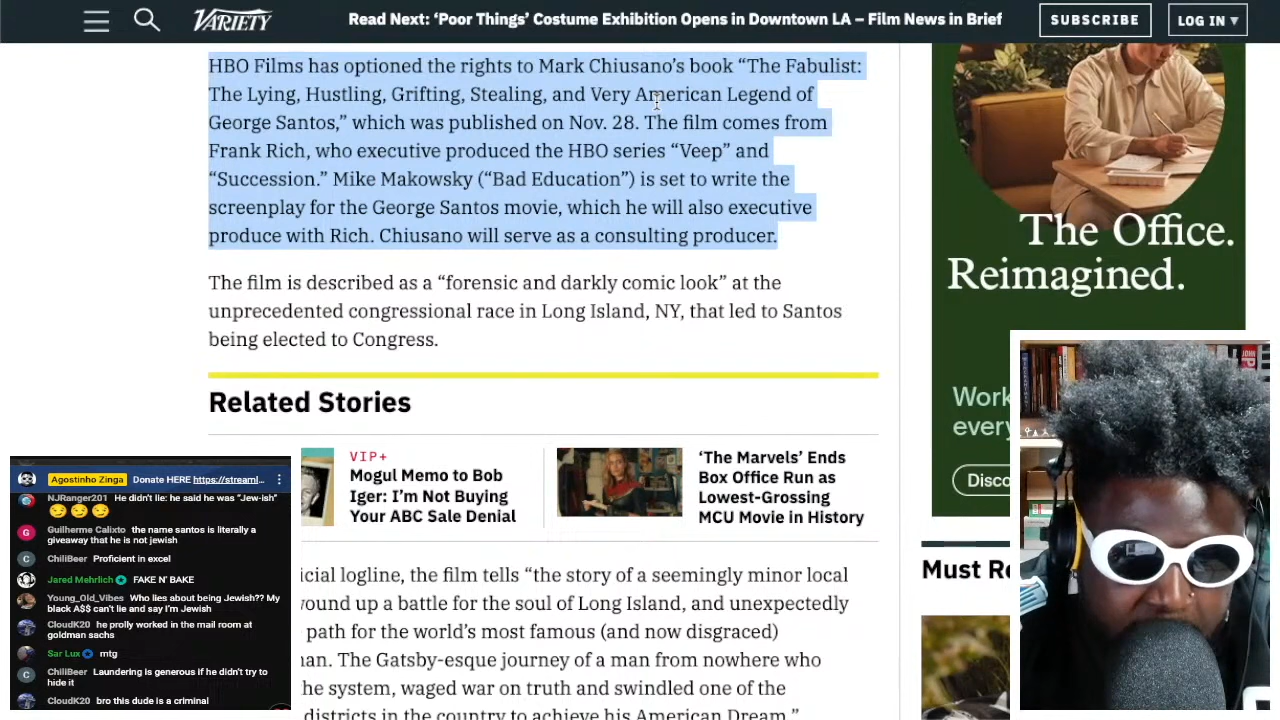 VARIETY
Read Next: ‘Poor Things’ Costume Exhibition Opens in Downtown LA – Film News in Brief
SUBSCRIBE
LOG IN ▼
HBO Films has optioned the rights to Mark Chiusano’s book “The Fabulist:
The Lying, Hustling, Grifting, Stealing, and Very American Legend of
George Santos,” which was published on Nov. 28. The film comes from
Frank Rich, who executive produced the HBO series “Veep” and
“Succession.” Mike Makowsky (“Bad Education”) is set to write the
screenplay for the George Santos movie, which he will also executive
produce with Rich. Chiusano will serve as a consulting producer.
The film is described as a “forensic and darkly comic look” at the
unprecedented congressional race in Long Island, NY, that led to Santos
being elected to Congress.
Related Stories
VIP+
Mogul Memo to Bob
Iger: I’m Not Buying
Your ABC Sale Denial
‘The Marvels’ Ends
Box Office Run as
Lowest-Grossing
MCU Movie in History
icial logline, the film tells “the story of a seemingly minor local
ound up a battle for the soul of Long Island, and unexpectedly
path for the world’s most famous (and now disgraced)
an. The Gatsby-esque journey of a man from nowhere who
he system, waged war on truth and swindled one of the
districts in the country to achieve his American Dream.”
The Office.
Reimagined.
Work
every
Disco
Must Re
Agostinho Zinga Donate HERE https://streaml...
NJRanger201 He didn't lie: he said he was "Jew-ish"
Guilherme Calixto the name santos is literally a
giveaway that he is not jewish
ChiliBeer Proficient in excel
Jared Mehrlich FAKE N' BAKE
Young_Old_Vibes Who lies about being Jewish?? My
black A$$ can't lie and say I'm Jewish
CloudK20 he prolly worked in the mail room at
goldman sachs
Sar Lux mtg
ChiliBeer Laundering is generous if he didn't try to
hide it
CloudK20 bro this dude is a criminal